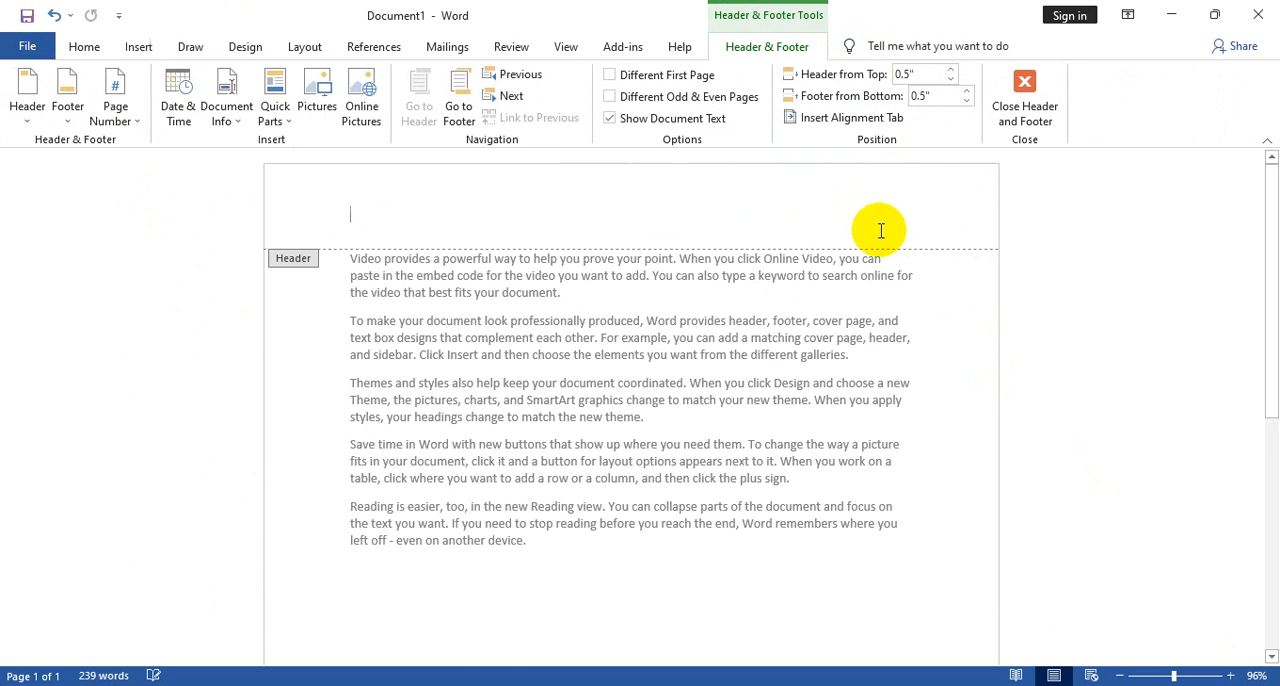 Document1 - Word
Header & Footer Tools
Sign in
File Home Insert Draw Design Layout References Mailings Review View Add-ins Help Header & Footer Tell me what you want to do Share
Header
Footer
Page Number
Header & Footer
Date & Time
Document Info
Quick Parts
Pictures
Online Pictures
Insert
Go to Header
Go to Footer
Previous
Next
Link to Previous
Navigation
Different First Page
Different Odd & Even Pages
Show Document Text
Options
Header from Top: 0.5"
Footer from Bottom: 0.5"
Insert Alignment Tab
Position
Close Header and Footer
Close
Header
Video provides a powerful way to help you prove your point. When you click Online Video, you can
paste in the embed code for the video you want to add. You can also type a keyword to search online for
the video that best fits your document.
To make your document look professionally produced, Word provides header, footer, cover page, and
text box designs that complement each other. For example, you can add a matching cover page, header,
and sidebar. Click Insert and then choose the elements you want from the different galleries.
Themes and styles also help keep your document coordinated. When you click Design and choose a new
Theme, the pictures, charts, and SmartArt graphics change to match your new theme. When you apply
styles, your headings change to match the new theme.
Save time in Word with new buttons that show up where you need them. To change the way a picture
fits in your document, click it and a button for layout options appears next to it. When you work on a
table, click where you want to add a row or a column, and then click the plus sign.
Reading is easier, too, in the new Reading view. You can collapse parts of the document and focus on
the text you want. If you need to stop reading before you reach the end, Word remembers where you
left off - even on another device.
Page 1 of 1 239 words 96%